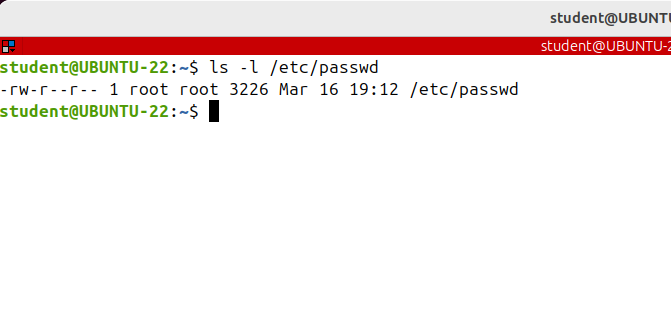 student@UBUNTU
student@UBUNTU-2
student@UBUNTU-22:~$ ls -l /etc/passwd
-rw-r--r-- 1 root root 3226 Mar 16 19:12 /etc/passwd
student@UBUNTU-22:~$